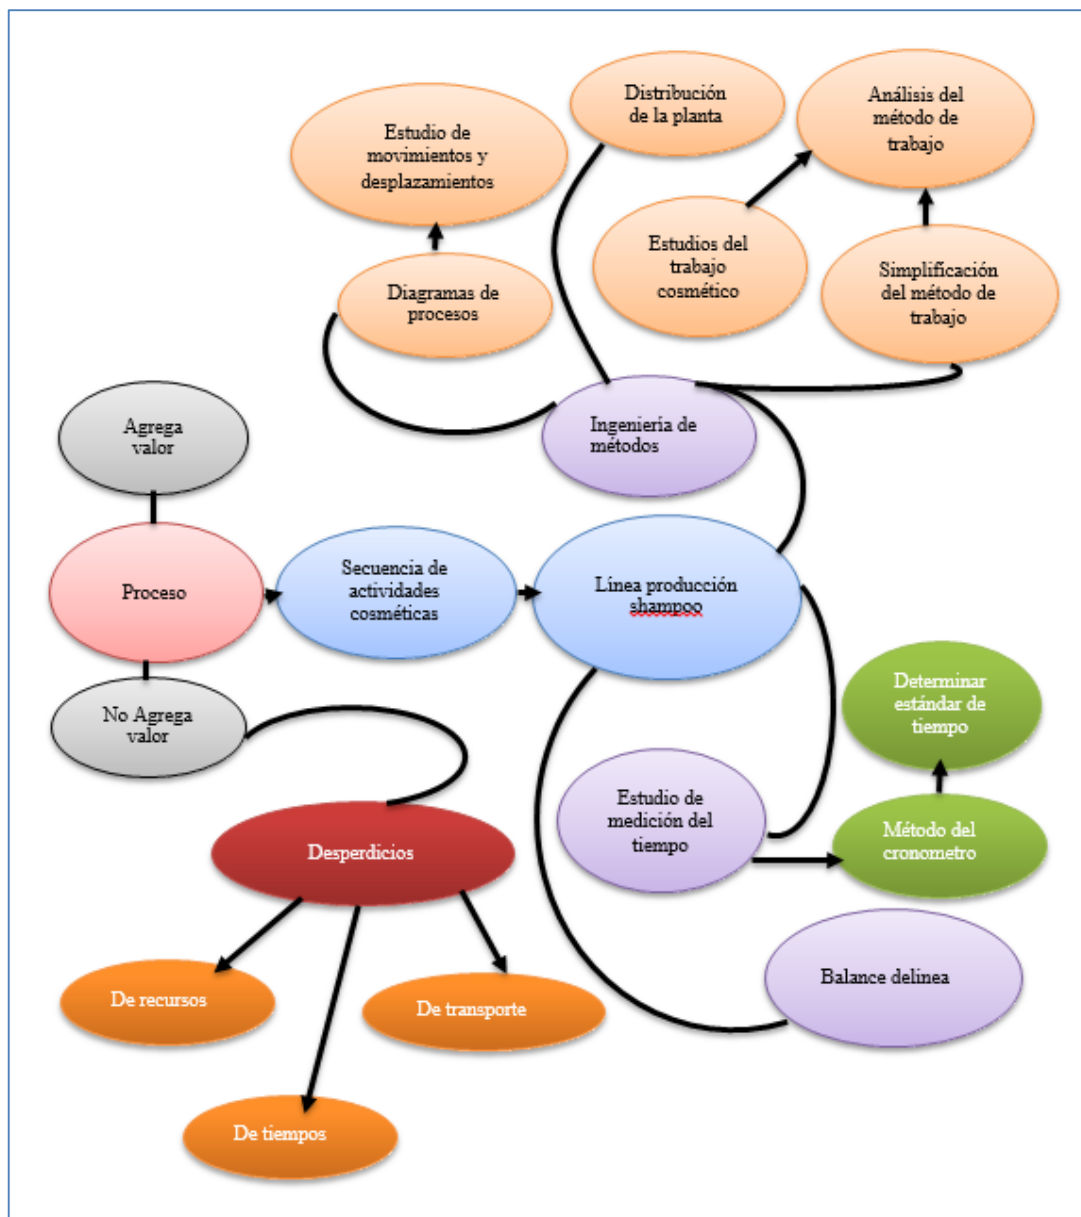 Distribución
de la planta
Análisis del
método de
trabajo
Estudio de
movimientos y
desplazamientos
Estudios del
trabajo
cosmético
Simplificación
del método de
trabajo
Diagramas de
procesos
Ingeniería de
métodos
Agrega
valor
Proceso
Secuencia de
actividades
cosméticas
Línea producción
shampoo
No Agrega
valor
Determinar
estándar de
tiempo
Estudio de
medición del
tiempo
Método del
cronometro
Desperdicios
Balance delinea
De recursos
De transporte
De tiempos